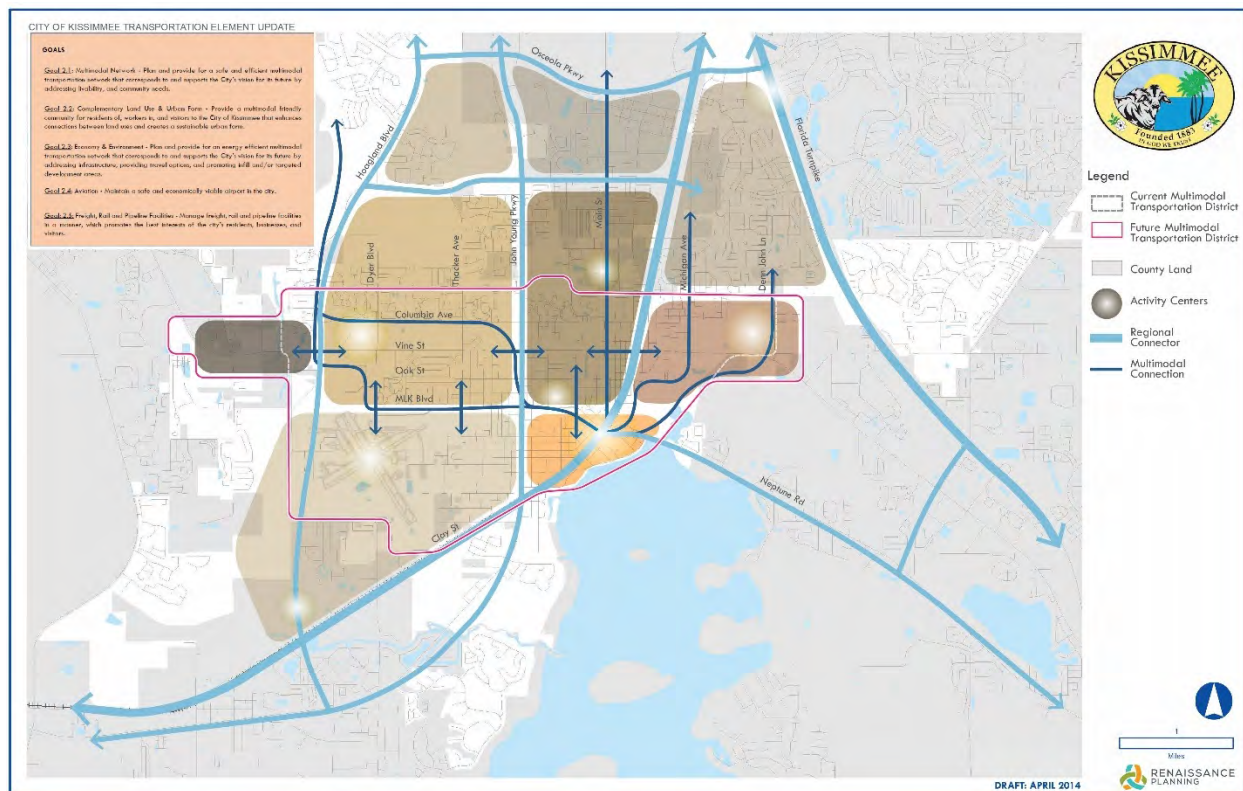 CITY OF KISSIMMEE TRANSPORTATION ELEMENT UPDATE
GOALS
Goal 2.1: Multimodal Network - Plan and provide for a safe and efficient multimodal
transportation network that corresponds to and supports the City's vision for its future by
addressing livability, and community needs.
Goal 2.2: Complementary Land Use & Urban Form - Provide a multimodal friendly
community for residents of, workers in, and visitors to the City of Kissimmee that enhances
connections between land uses and creates a sustainable urban form.
Goal 2.3: Economy & Environment - Plan and provide for an energy efficient multimodal
transportation network that corresponds to and supports the City's vision for its future by
addressing infrastructure, providing travel options, and promoting infill and/or targeted
development areas.
Goal 2.4: Aviation - Maintain a safe and economically viable airport in the city.
Goal 2.5: Freight, Rail and Pipeline Facilities - Manage freight, rail and pipeline facilities
in a manner, which promotes the best interests of the city's residents, businesses, and
visitors.
Osceola Pkwy
Hoagland Blvd
Florida Turnpike
John Young Pkwy
Main St
Dyer Blvd
Thacker Ave
Michigan Ave
Denn John Ln
Columbia Ave
Vine St
Oak St
MLK Blvd
Clay St
Neptune Rd
KISSIMMEE
Founded 1883
IN GOD WE TRUST
Legend
Current Multimodal
Transportation District
Future Multimodal
Transportation District
County Land
Activity Centers
Regional
Connector
Multimodal
Connection
1
Miles
RENAISSANCE
PLANNING
DRAFT: APRIL 2014